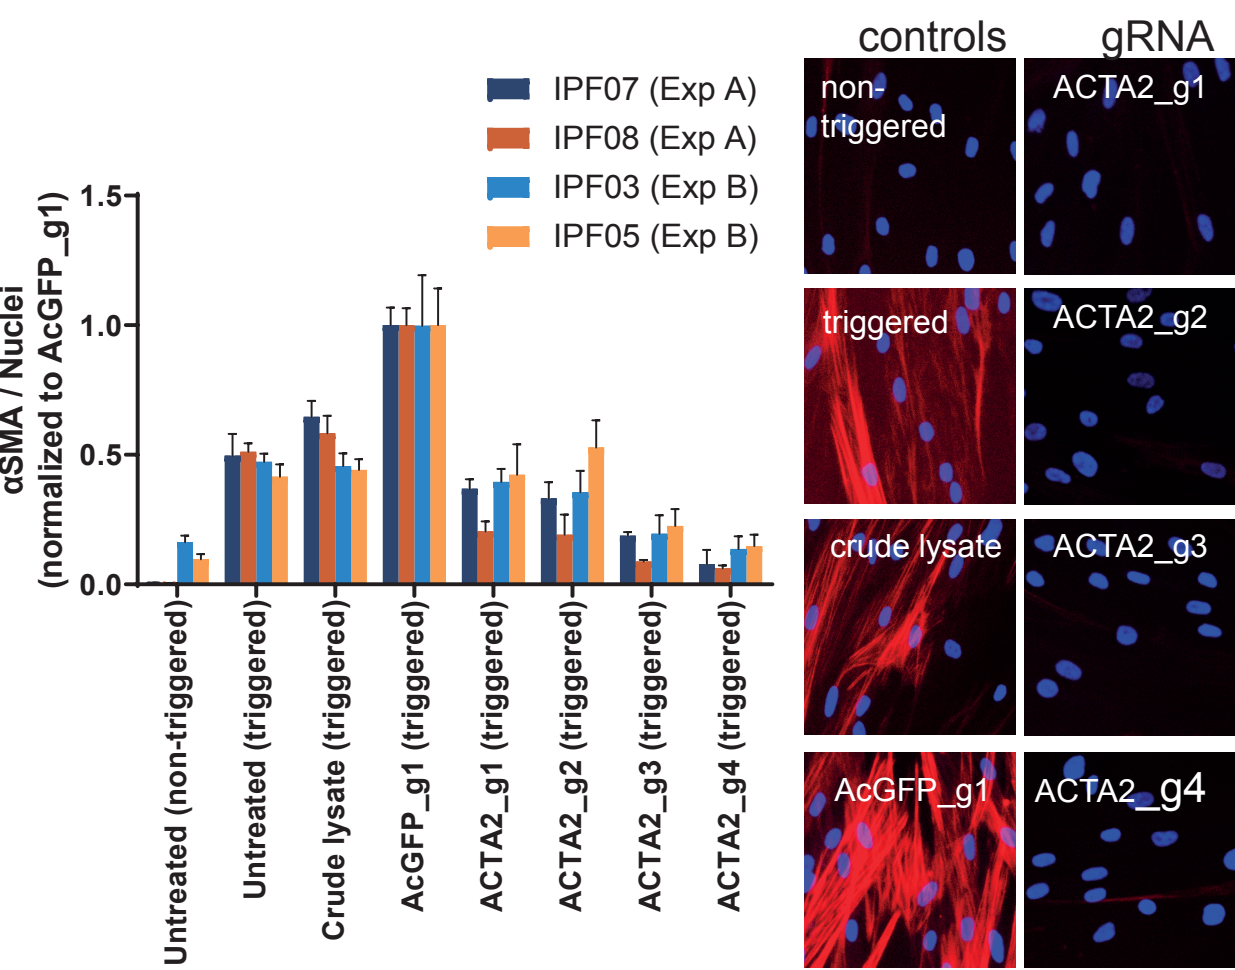 controls
gRNA
IPF07 (Exp A)
IPF08 (Exp A)
IPF03 (Exp B)
IPF05 (Exp B)
αSMA / Nuclei
(normalized to AcGFP_g1)
1.5
1.0
0.5
0.0
Untreated (non-triggered)
Untreated (triggered)
Crude lysate (triggered)
AcGFP_g1 (triggered)
ACTA2_g1 (triggered)
ACTA2_g2 (triggered)
ACTA2_g3 (triggered)
ACTA2_g4 (triggered)
non-
triggered
ACTA2_g1
triggered
ACTA2_g2
crude lysate
ACTA2_g3
AcGFP_g1
ACTA2_g4